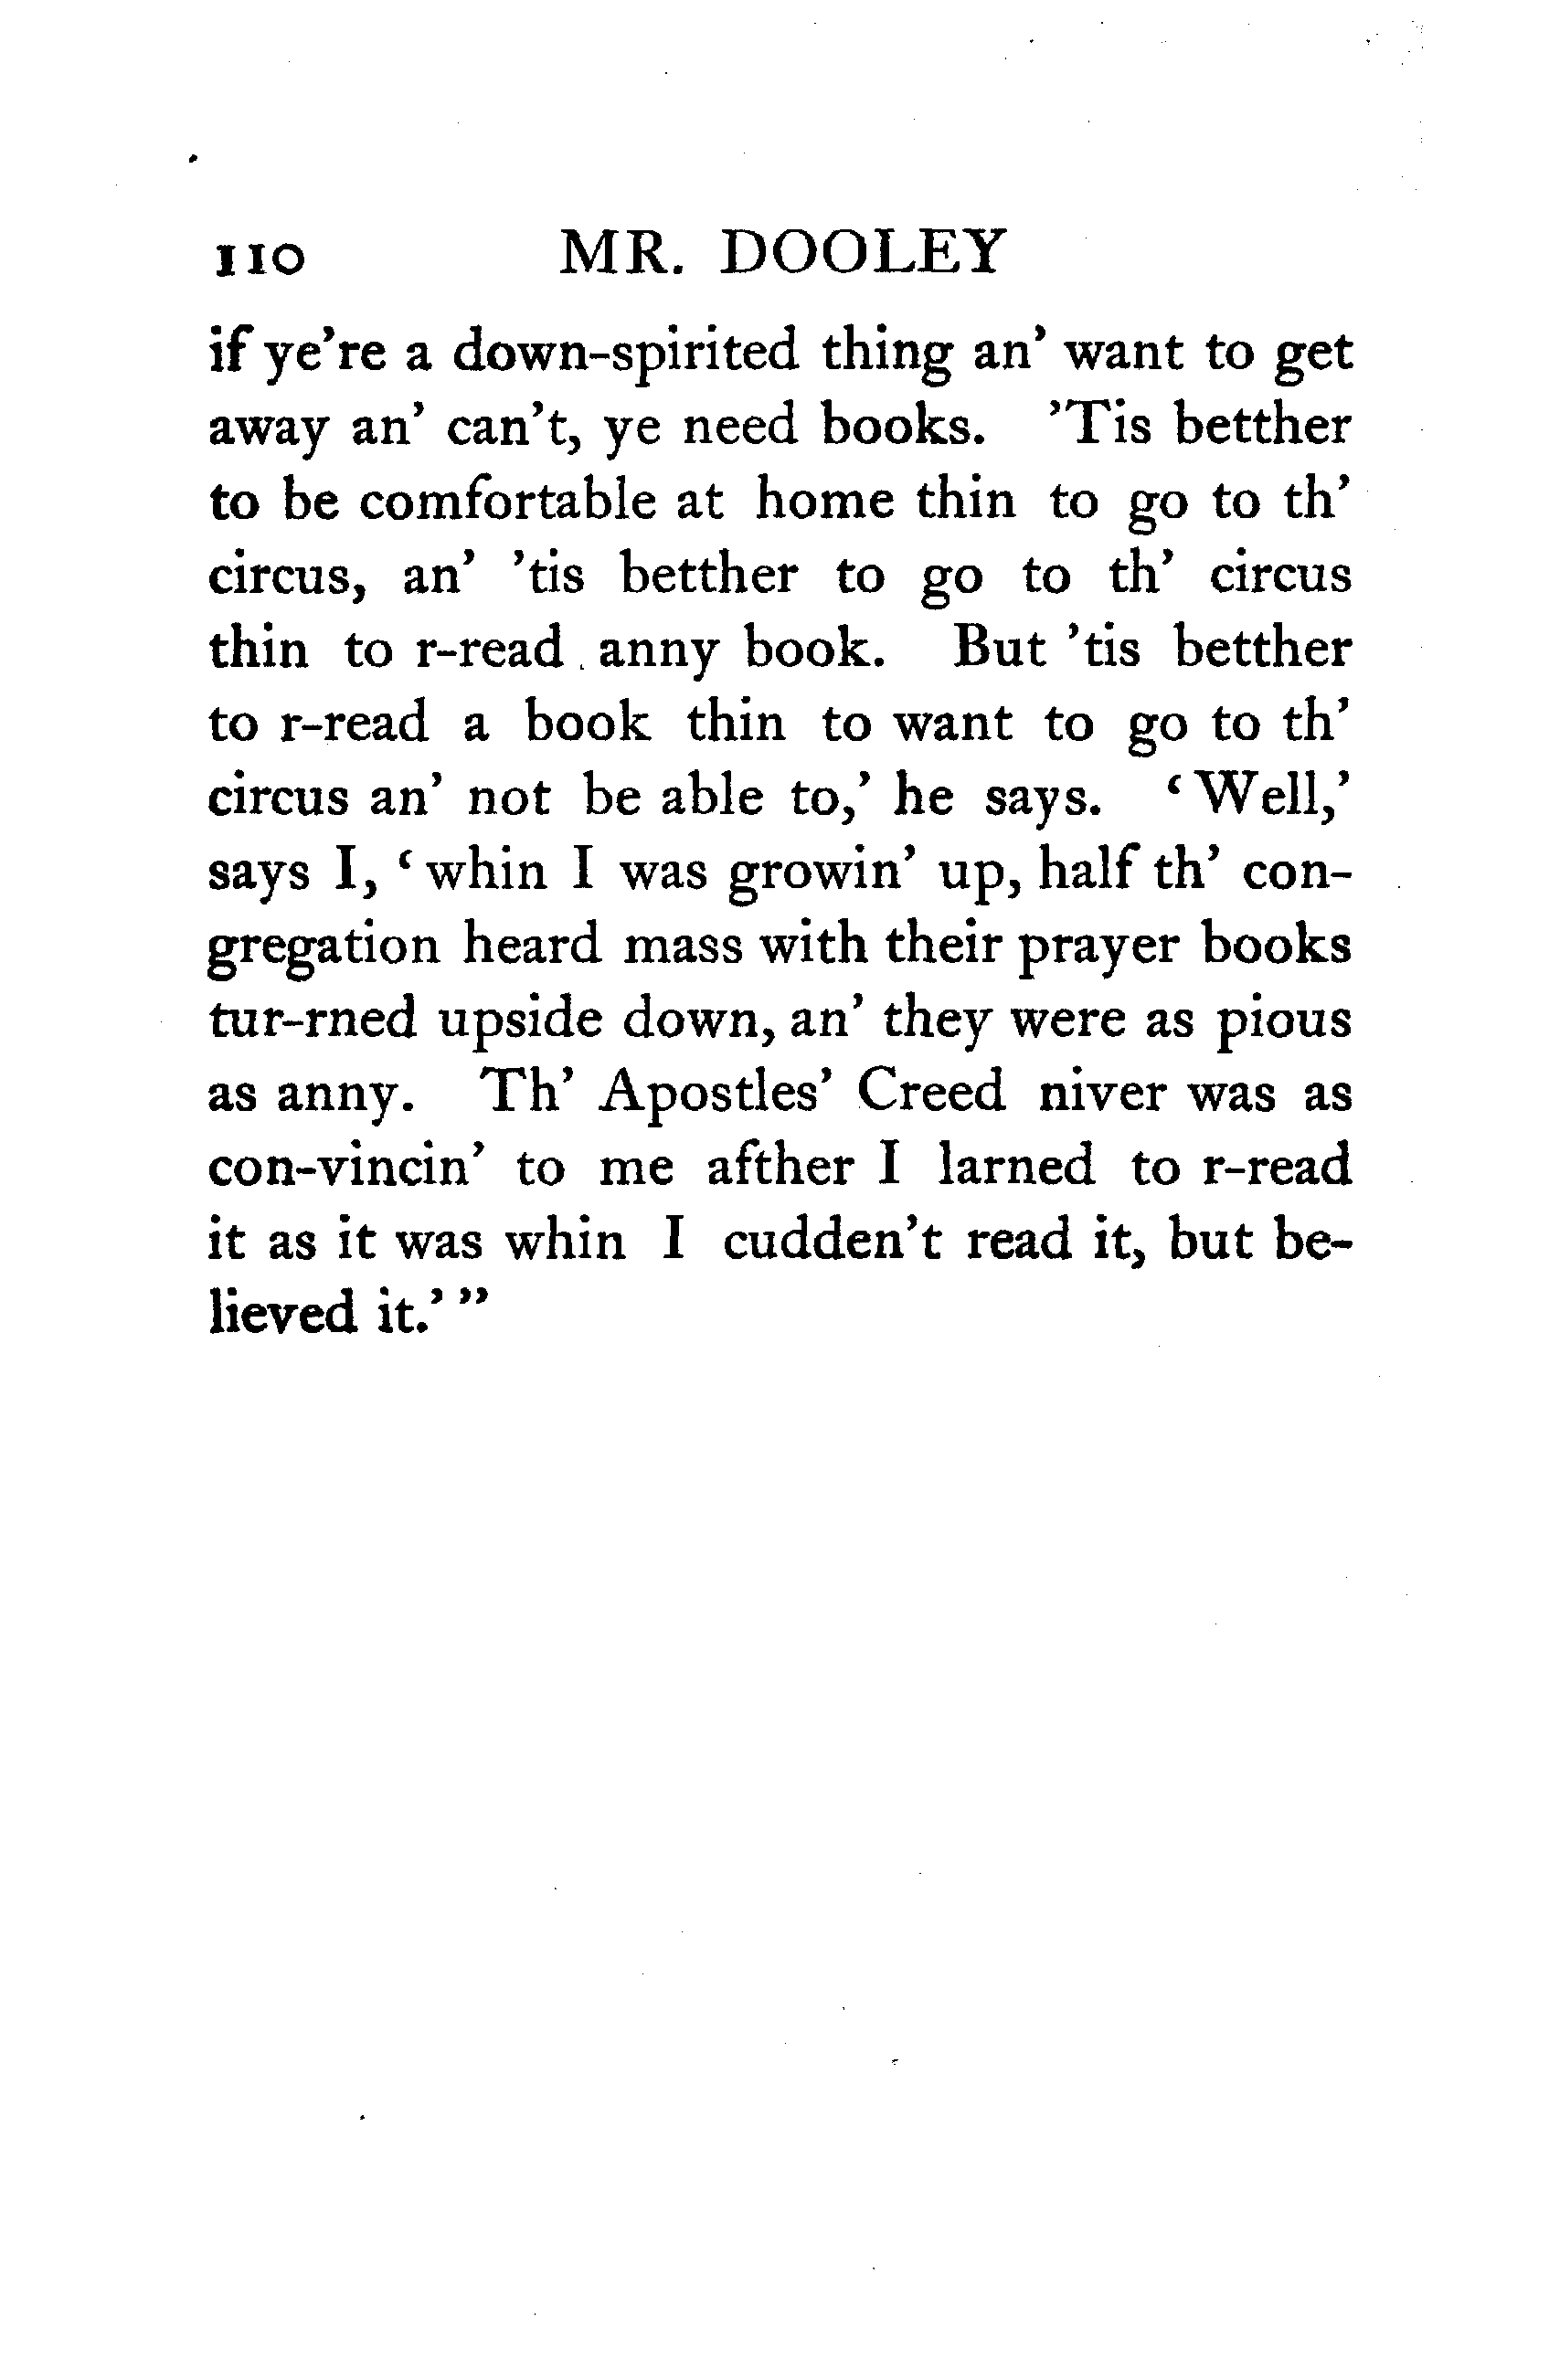 110 MR. DOOLEY
if ye're a down-spirited thing an' want to get
away an' can't, ye need books. 'Tis betther
to be comfortable at home thin to go to th'
circus, an' 'tis betther to go to th' circus
thin to r-read anny book. But 'tis betther
to r-read a book thin to want to go to th'
circus an' not be able to,' he says. ‘Well,’
says I, ‘whin I was growin' up, half th' con-
gregation heard mass with their prayer books
tur-rned upside down, an' they were as pious
as anny. Th' Apostles' Creed niver was as
con-vincin' to me afther I larned to r-read
it as it was whin I cudden't read it, but be-
lieved it.’”